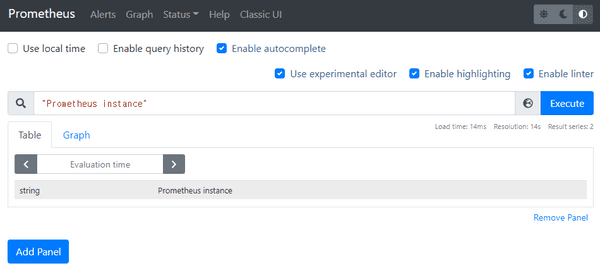 Prometheus Alerts Graph Status Help Classic UI
Use local time Enable query history Enable autocomplete
Use experimental editor Enable highlighting Enable linter
"Prometheus instance" Execute
Load time: 14ms Resolution: 14s Result series: 2
Table Graph
Evaluation time
string Prometheus instance
Remove Panel
Add Panel